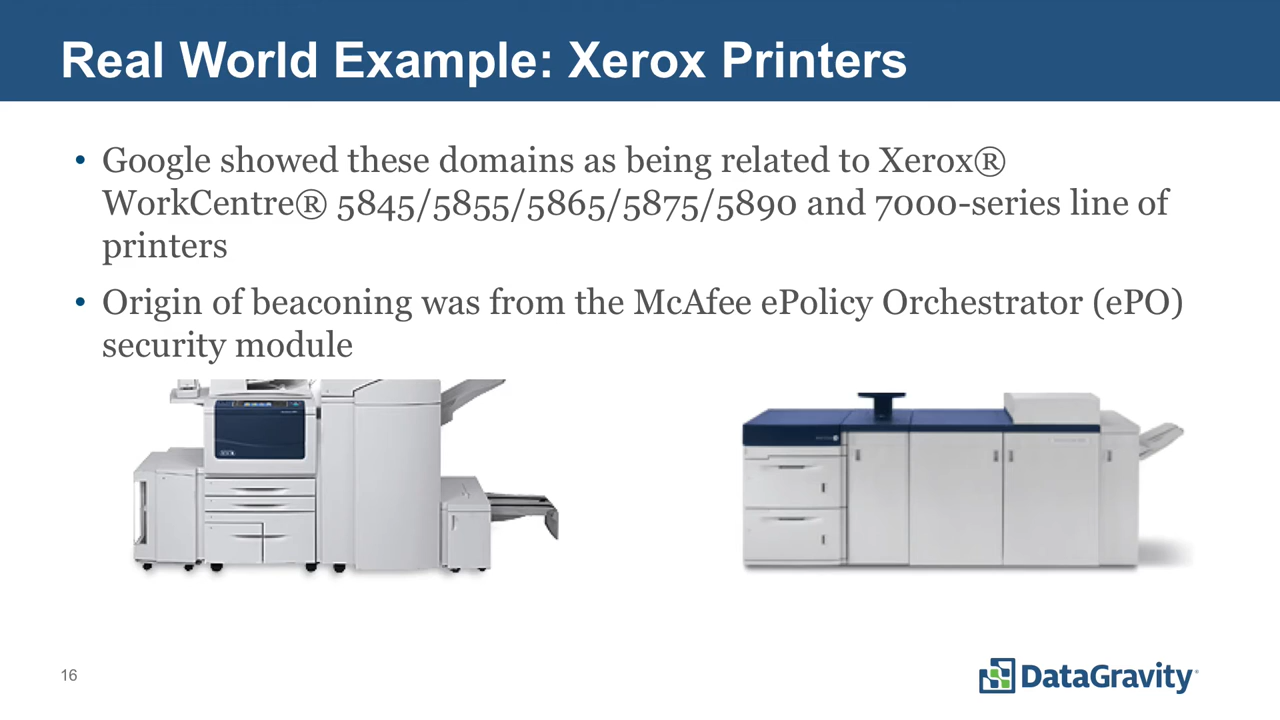 Real World Example: Xerox Printers
• Google showed these domains as being related to Xerox®
WorkCentre® 5845/5855/5865/5875/5890 and 7000-series line of
printers
• Origin of beaconing was from the McAfee ePolicy Orchestrator (ePO)
security module
16
DataGravity